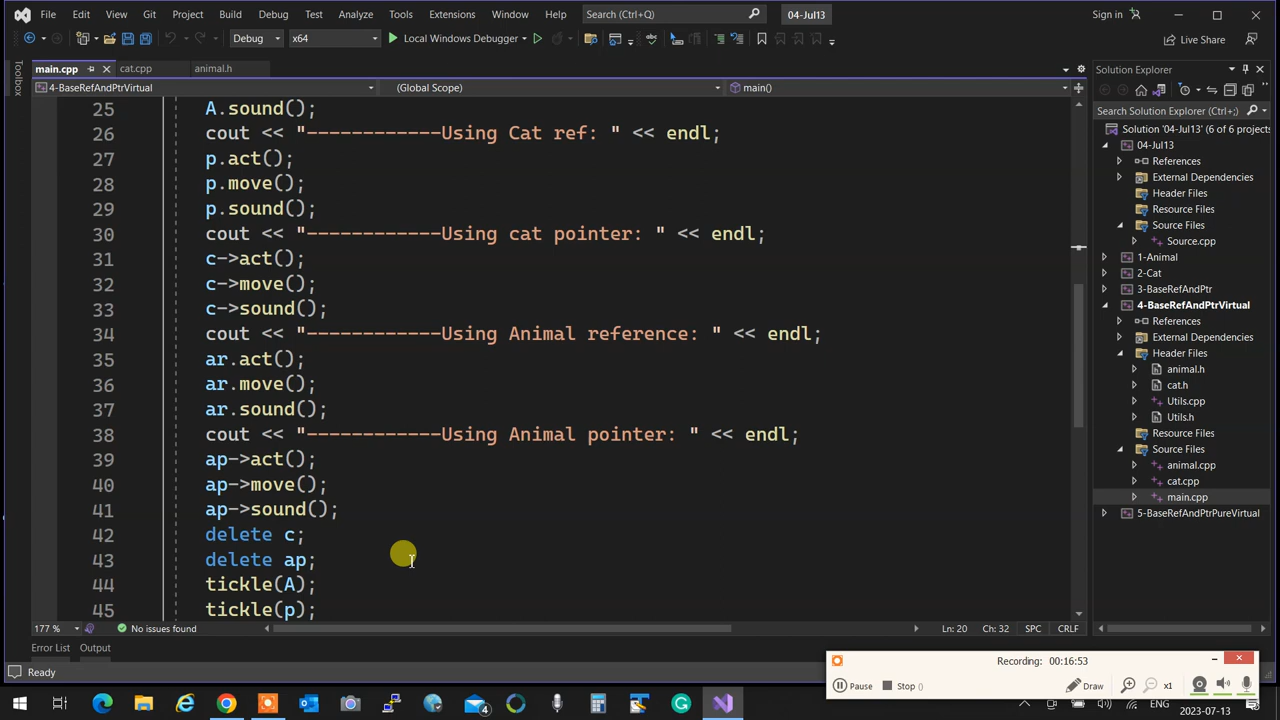 File Edit View Git Project Build Debug Test Analyze Tools Extensions Window Help Search (Ctrl+Q) 04-Jul13 Sign in
Debug x64 Local Windows Debugger Live Share
Toolbox
main.cpp cat.cpp animal.h
4-BaseRefAndPtrVirtual (Global Scope) main()
25 A.sound();
26 cout << "------------Using Cat ref: " << endl;
27 p.act();
28 p.move();
29 p.sound();
30 cout << "------------Using cat pointer: " << endl;
31 c->act();
32 c->move();
33 c->sound();
34 cout << "------------Using Animal reference: " << endl;
35 ar.act();
36 ar.move();
37 ar.sound();
38 cout << "------------Using Animal pointer: " << endl;
39 ap->act();
40 ap->move();
41 ap->sound();
42 delete c;
43 delete ap;
44 tickle(A);
45 tickle(p);
177 % No issues found Ln: 20 Ch: 32 SPC CRLF
Error List Output
Ready
Solution Explorer
Search Solution Explorer (Ctrl+;)
Solution '04-Jul13' (6 of 6 projects
04-Jul13
References
External Dependencies
Header Files
Resource Files
Source Files
Source.cpp
1-Animal
2-Cat
3-BaseRefAndPtr
4-BaseRefAndPtrVirtual
References
External Dependencies
Header Files
animal.h
cat.h
Utils.cpp
Utils.h
Resource Files
Source Files
animal.cpp
cat.cpp
main.cpp
5-BaseRefAndPtrPureVirtual
Recording: 00:16:53
Pause Stop () Draw x1
4
ENG 2023-07-13